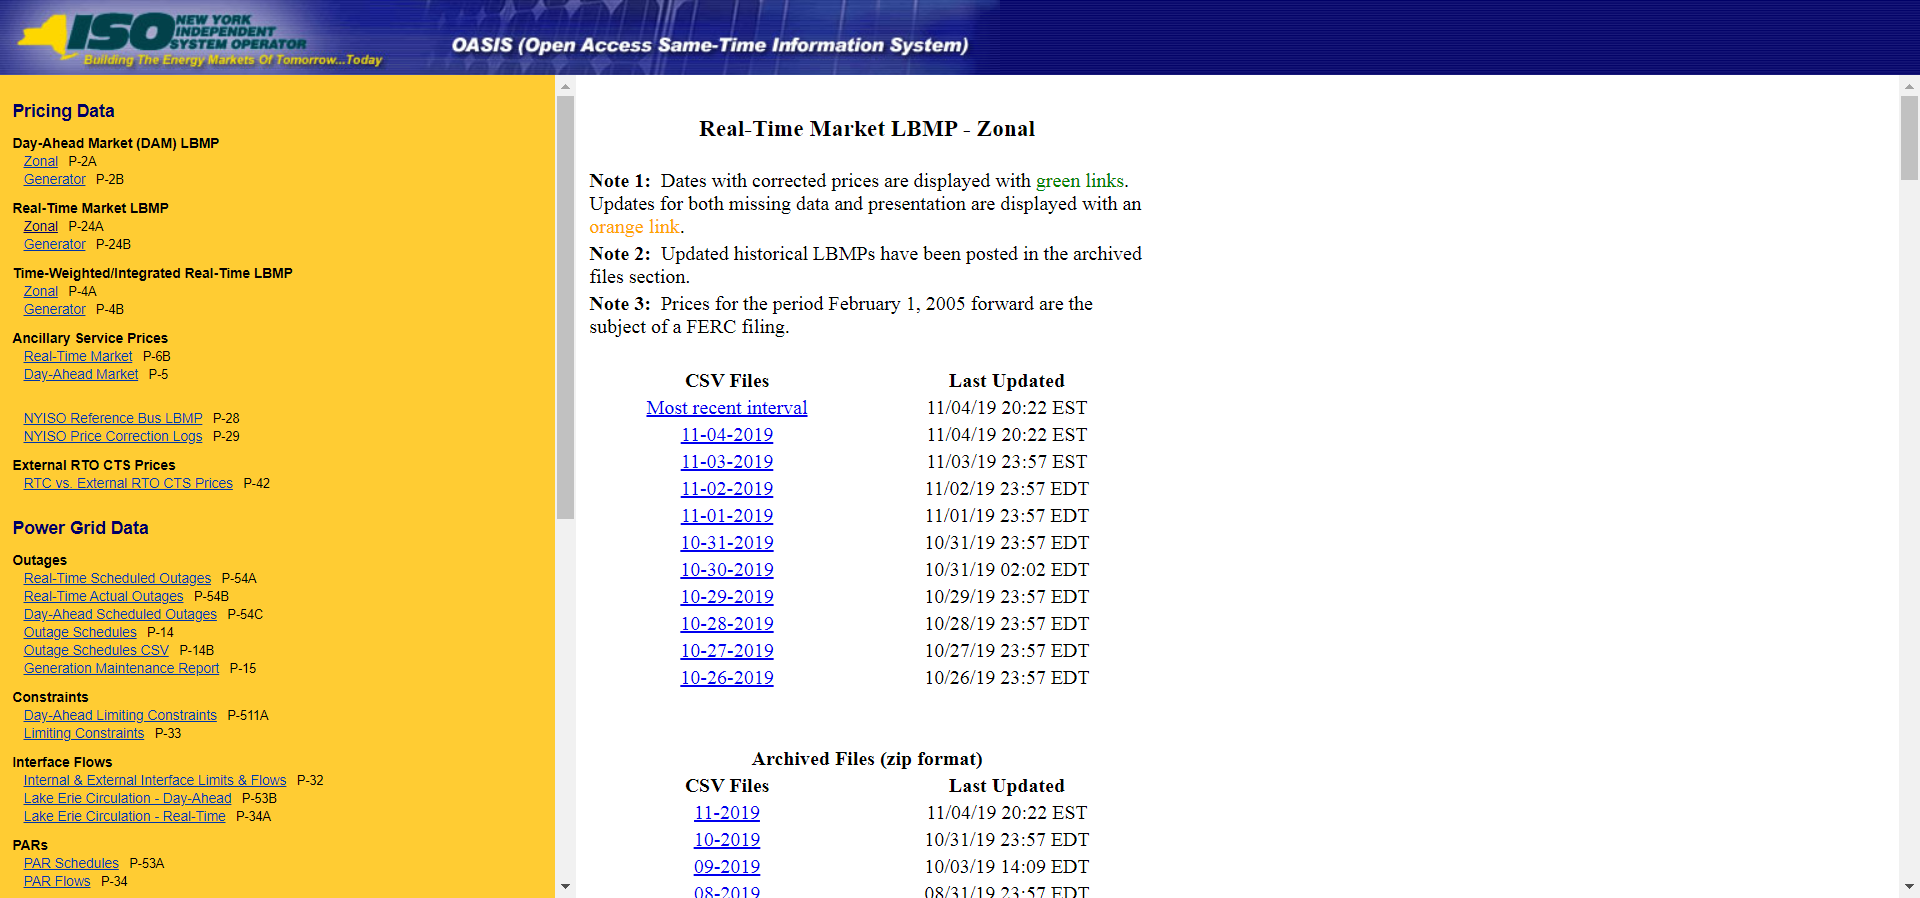 ISO NEW YORK
INDEPENDENT
SYSTEM OPERATOR
Building The Energy Markets Of Tomorrow...Today
OASIS (Open Access Same-Time Information System)
Pricing Data
Day-Ahead Market (DAM) LBMP
Zonal P-2A
Generator P-2B
Real-Time Market LBMP
Zonal P-24A
Generator P-24B
Time-Weighted/Integrated Real-Time LBMP
Zonal P-4A
Generator P-4B
Ancillary Service Prices
Real-Time Market P-6B
Day-Ahead Market P-5
NYISO Reference Bus LBMP P-28
NYISO Price Correction Logs P-29
External RTO CTS Prices
RTC vs. External RTO CTS Prices P-42
Power Grid Data
Outages
Real-Time Scheduled Outages P-54A
Real-Time Actual Outages P-54B
Day-Ahead Scheduled Outages P-54C
Outage Schedules P-14
Outage Schedules CSV P-14B
Generation Maintenance Report P-15
Constraints
Day-Ahead Limiting Constraints P-511A
Limiting Constraints P-33
Interface Flows
Internal & External Interface Limits & Flows P-32
Lake Erie Circulation - Day-Ahead P-53B
Lake Erie Circulation - Real-Time P-34A
PARs
PAR Schedules P-53A
PAR Flows P-34
Real-Time Market LBMP - Zonal
Note 1: Dates with corrected prices are displayed with green links.
Updates for both missing data and presentation are displayed with an
orange link.
Note 2: Updated historical LBMPs have been posted in the archived
files section.
Note 3: Prices for the period February 1, 2005 forward are the
subject of a FERC filing.
CSV Files Last Updated
Most recent interval 11/04/19 20:22 EST
11-04-2019 11/04/19 20:22 EST
11-03-2019 11/03/19 23:57 EST
11-02-2019 11/02/19 23:57 EDT
11-01-2019 11/01/19 23:57 EDT
10-31-2019 10/31/19 23:57 EDT
10-30-2019 10/31/19 02:02 EDT
10-29-2019 10/29/19 23:57 EDT
10-28-2019 10/28/19 23:57 EDT
10-27-2019 10/27/19 23:57 EDT
10-26-2019 10/26/19 23:57 EDT
Archived Files (zip format)
CSV Files Last Updated
11-2019 11/04/19 20:22 EST
10-2019 10/31/19 23:57 EDT
09-2019 10/03/19 14:09 EDT
08-2019 08/31/19 23:57 EDT